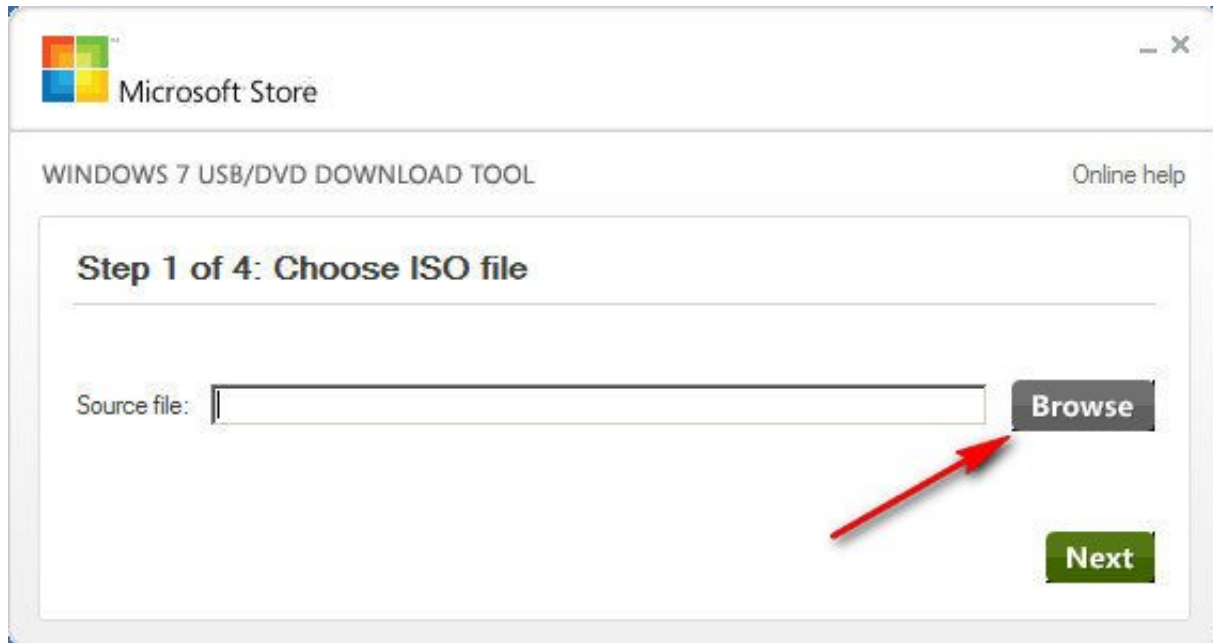 Microsoft Store
WINDOWS 7 USB/DVD DOWNLOAD TOOL
Online help
Step 1 of 4: Choose ISO file
Source file:
Browse
Next